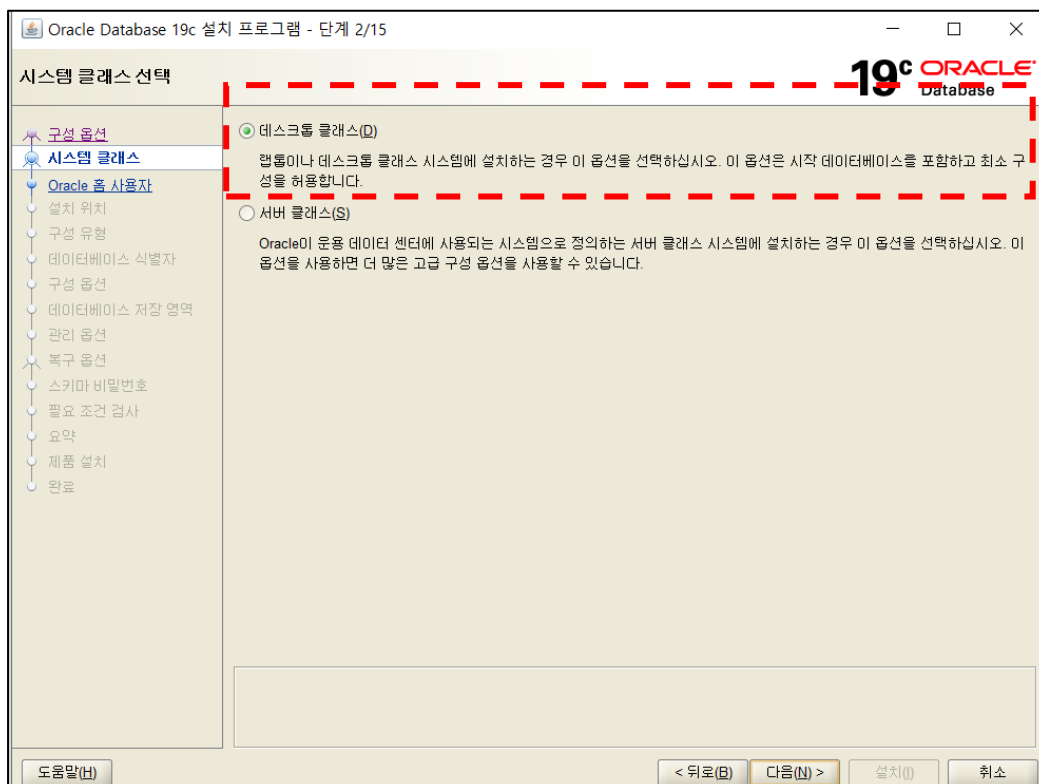 Oracle Database 19c 설치 프로그램 - 단계 2/15
시스템 클래스 선택
19c ORACLE
Database
구성 옵션
시스템 클래스
Oracle 홈 사용자
설치 위치
구성 유형
데이터베이스 식별자
구성 옵션
데이터베이스 저장 영역
관리 옵션
복구 옵션
스키마 비밀번호
필요 조건 검사
요약
제품 설치
완료
데스크톱 클래스(D)
랩톱이나 데스크톱 클래스 시스템에 설치하는 경우 이 옵션을 선택하십시오. 이 옵션은 시작 데이터베이스를 포함하고 최소 구
성을 허용합니다.
서버 클래스(S)
Oracle이 운용 데이터 센터에 사용되는 시스템으로 정의하는 서버 클래스 시스템에 설치하는 경우 이 옵션을 선택하십시오. 이
옵션을 사용하면 더 많은 고급 구성 옵션을 사용할 수 있습니다.
도움말(H)
< 뒤로(B)
다음(N) >
설치(I)
취소